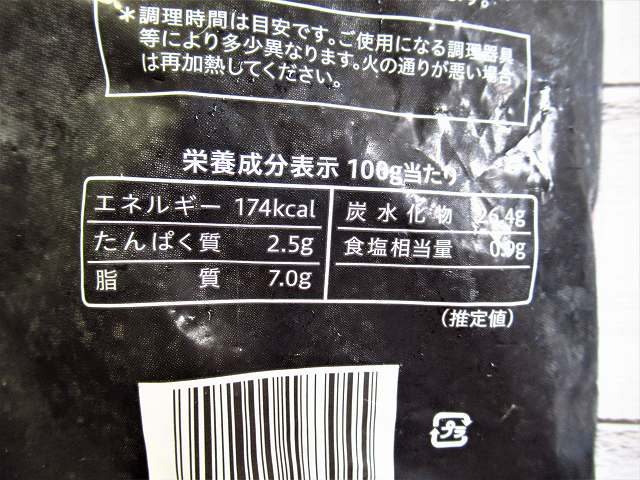 *調理時間は目安です。ご使用になる調理器具
等により多少異なります。火の通りが悪い場合
は再加熱してください。
栄養成分表示 100g当たり
エネルギー 174kcal 炭水化物 26.4g
たんぱく質 2.5g 食塩相当量 0.9g
脂質 7.0g
(推定値)
プラ